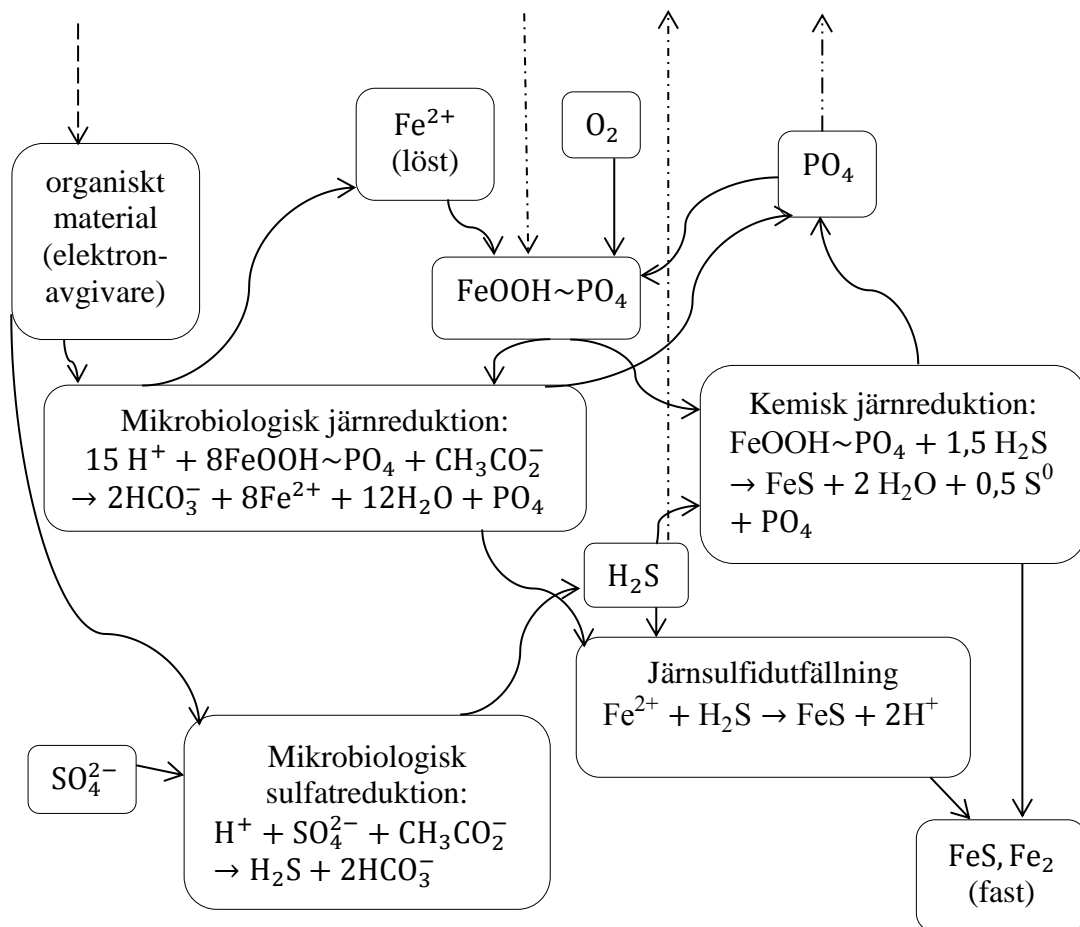 Fe²⁺
(löst)
O₂
PO₄
organiskt
material
(elektron-
avgivare)
FeOOH~PO₄
Mikrobiologisk järnreduktion:
15 H⁺ + 8FeOOH~PO₄ + CH₃CO₂⁻
→ 2HCO₃⁻ + 8Fe²⁺ + 12H₂O + PO₄
Kemisk järnreduktion:
FeOOH~PO₄ + 1,5 H₂S
→ FeS + 2 H₂O + 0,5 S⁰
+ PO₄
H₂S
Järnsulfidutfällning
Fe²⁺ + H₂S → FeS + 2H⁺
SO₄²⁻
Mikrobiologisk
sulfatreduktion:
H⁺ + SO₄²⁻ + CH₃CO₂⁻
→ H₂S + 2HCO₃⁻
FeS, Fe₂
(fast)